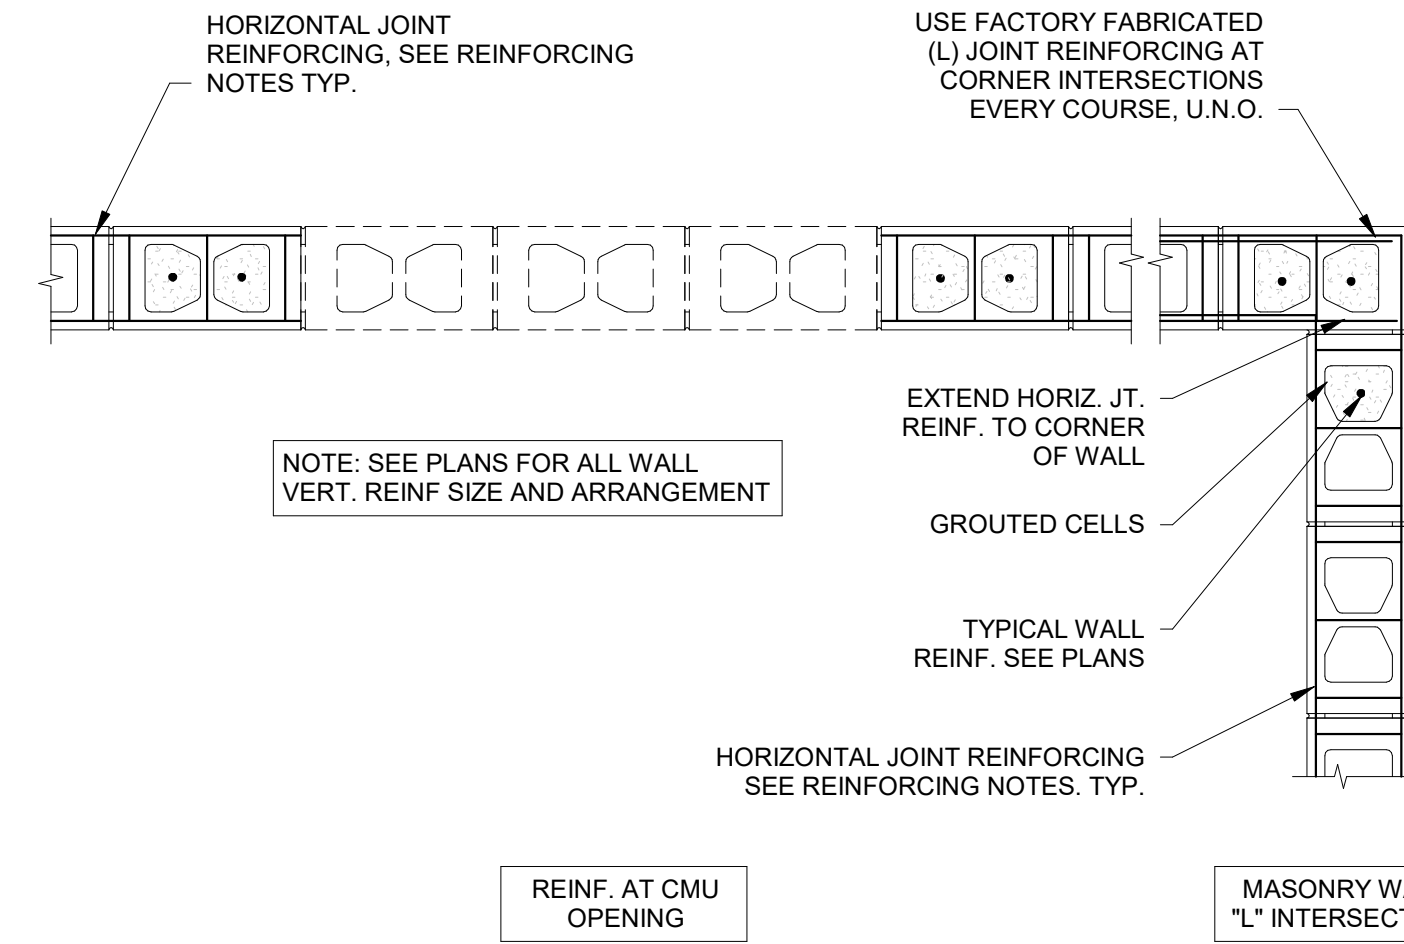 HORIZONTAL JOINT
REINFORCING, SEE REINFORCING
NOTES TYP.
USE FACTORY FABRICATED
(L) JOINT REINFORCING AT
CORNER INTERSECTIONS
EVERY COURSE, U.N.O.
EXTEND HORIZ. JT.
REINF. TO CORNER
OF WALL
NOTE: SEE PLANS FOR ALL WALL
VERT. REINF SIZE AND ARRANGEMENT
GROUTED CELLS
TYPICAL WALL
REINF. SEE PLANS
HORIZONTAL JOINT REINFORCING
SEE REINFORCING NOTES. TYP.
REINF. AT CMU
OPENING
MASONRY
"L"